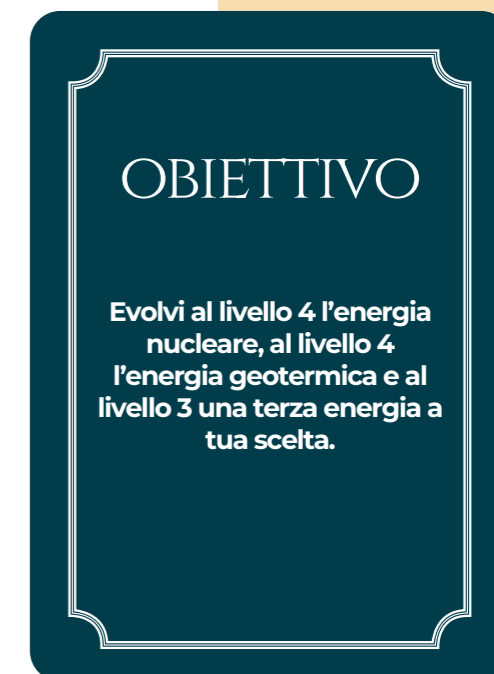 OBIETTIVO
Evolvi al livello 4 l’energia
nucleare, al livello 4
l’energia geotermica e al
livello 3 una terza energia a
tua scelta.